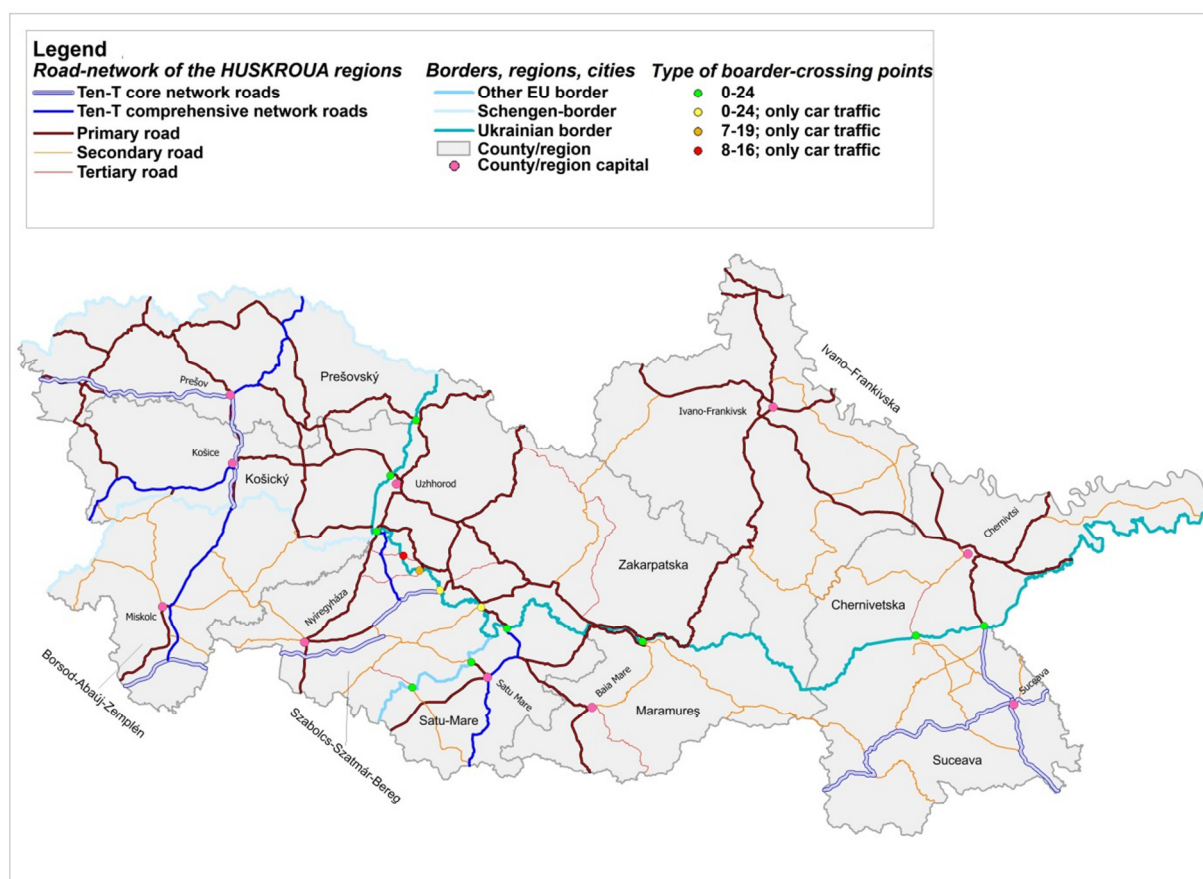 Legend
Road-network of the HUSKROUA regions
Ten-T core network roads
Ten-T comprehensive network roads
Primary road
Secondary road
Tertiary road
Borders, regions, cities
Other EU border
Schengen-border
Ukrainian border
County/region
County/region capital
Type of boarder-crossing points
0-24
0-24; only car traffic
7-19; only car traffic
8-16; only car traffic
Ivano–Frankivska
Prešov
Prešovský
Ivano-Frankivsk
Košice
Košický
Uzhhorod
Chernivtsi
Zakarpatska
Chernivetska
Nyíregyháza
Miskolc
Borsod-Abaúj-Zemplén
Satu Mare
Baia Mare
Suceava
Szabolcs-Szatmár-Bereg
Satu-Mare
Maramureş
Suceava